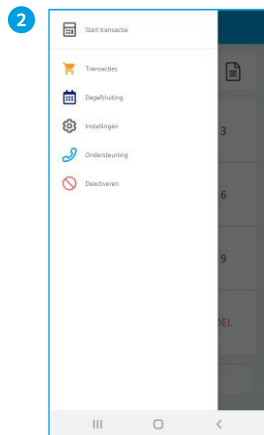 2
Start transactie
Transacties
Dagafsluiting
3
Instellingen
Ondersteuning
6
Deactiveren
9
DEL